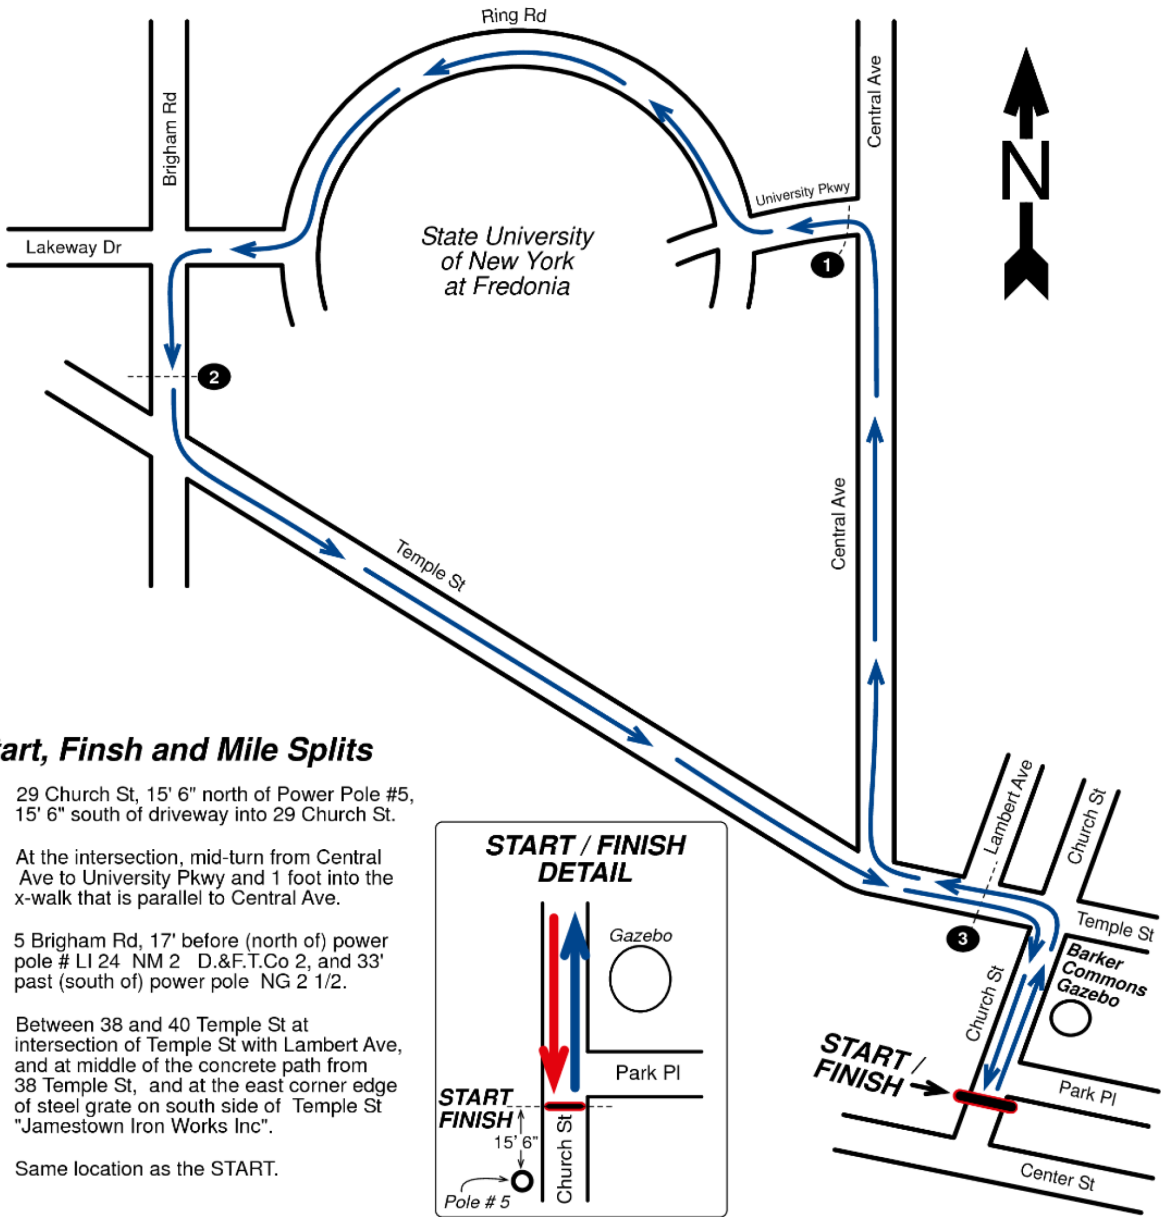 Ring Rd
Central Ave
Brigham Rd
N
University Pkwy
State University
of New York
at Fredonia
Lakeway Dr
1
2
Central Ave
Temple St
art, Finsh and Mile Splits
29 Church St, 15' 6" north of Power Pole #5,
15' 6" south of driveway into 29 Church St.
At the intersection, mid-turn from Central
Ave to University Pkwy and 1 foot into the
x-walk that is parallel to Central Ave.
5 Brigham Rd, 17' before (north of) power
pole # LI 24 NM 2 D.&F.T.Co 2, and 33'
past (south of) power pole NG 2 1/2.
Between 38 and 40 Temple St at
intersection of Temple St with Lambert Ave,
and at middle of the concrete path from
38 Temple St, and at the east corner edge
of steel grate on south side of Temple St
"Jamestown Iron Works Inc".
Same location as the START.
START / FINISH
DETAIL
Gazebo
Park Pl
START
FINISH
15' 6"
Church St
Pole # 5
Lambert Ave
Church St
Temple St
3
Barker
Commons
Gazebo
Church St
START /
FINISH
Park Pl
Center St